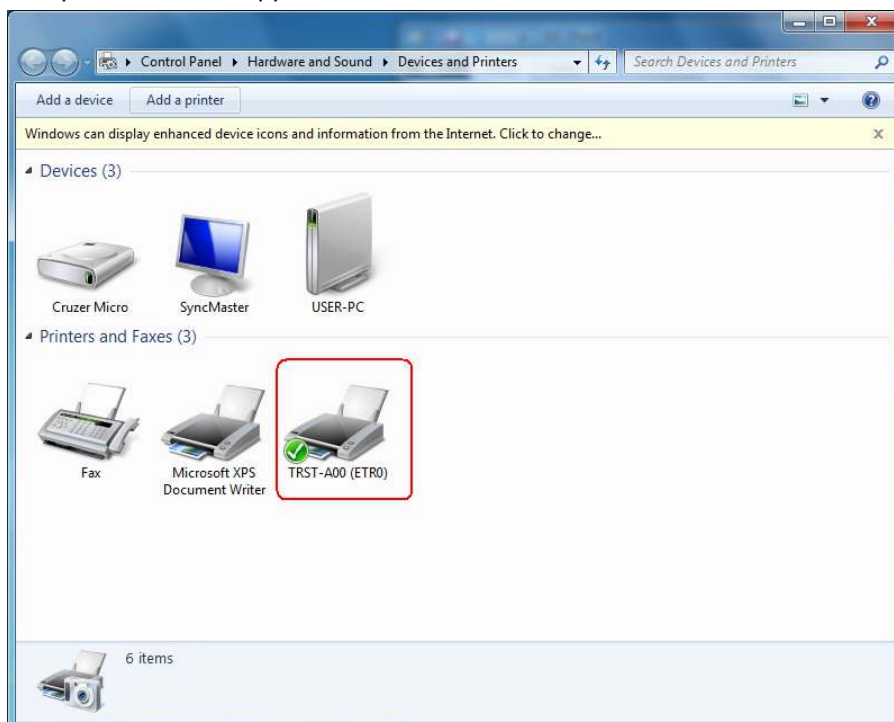 Control Panel ▸ Hardware and Sound ▸ Devices and Printers
Search Devices and Printers
Add a device
Add a printer
Windows can display enhanced device icons and information from the Internet. Click to change...
Devices (3)
Cruzer Micro
SyncMaster
USER-PC
Printers and Faxes (3)
Fax
Microsoft XPS
Document Writer
TRST-A00 (ETR0)
6 items